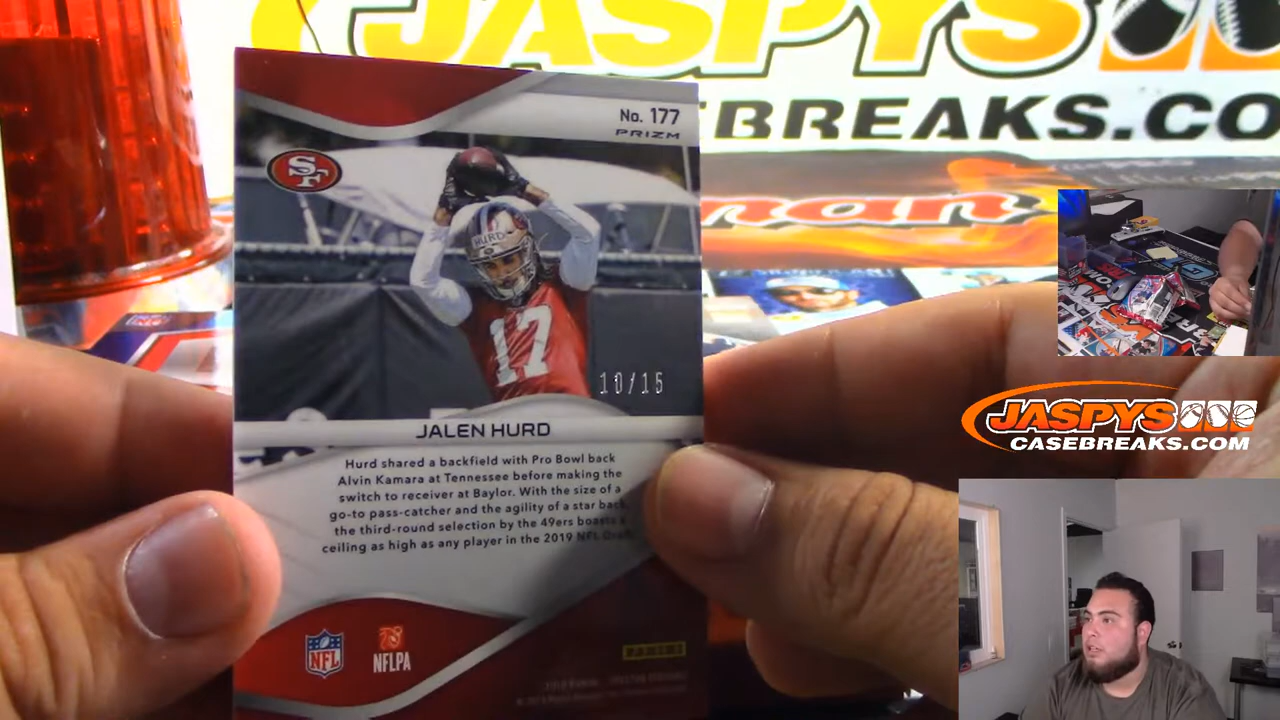 JASPYS
CASEBREAKS.CO
No. 177
PRIZM
SF
HURD
17
10/15
JALEN HURD
Hurd shared a backfield with Pro Bowl back
Alvin Kamara at Tennessee before making the
switch to receiver at Baylor. With the size of a
go-to pass-catcher and the agility of a star back,
the third-round selection by the 49ers boasts a
ceiling as high as any player in the 2019 NFL Draft.
NFL
NFLPA
PANINI
JASPYS
CASEBREAKS.COM